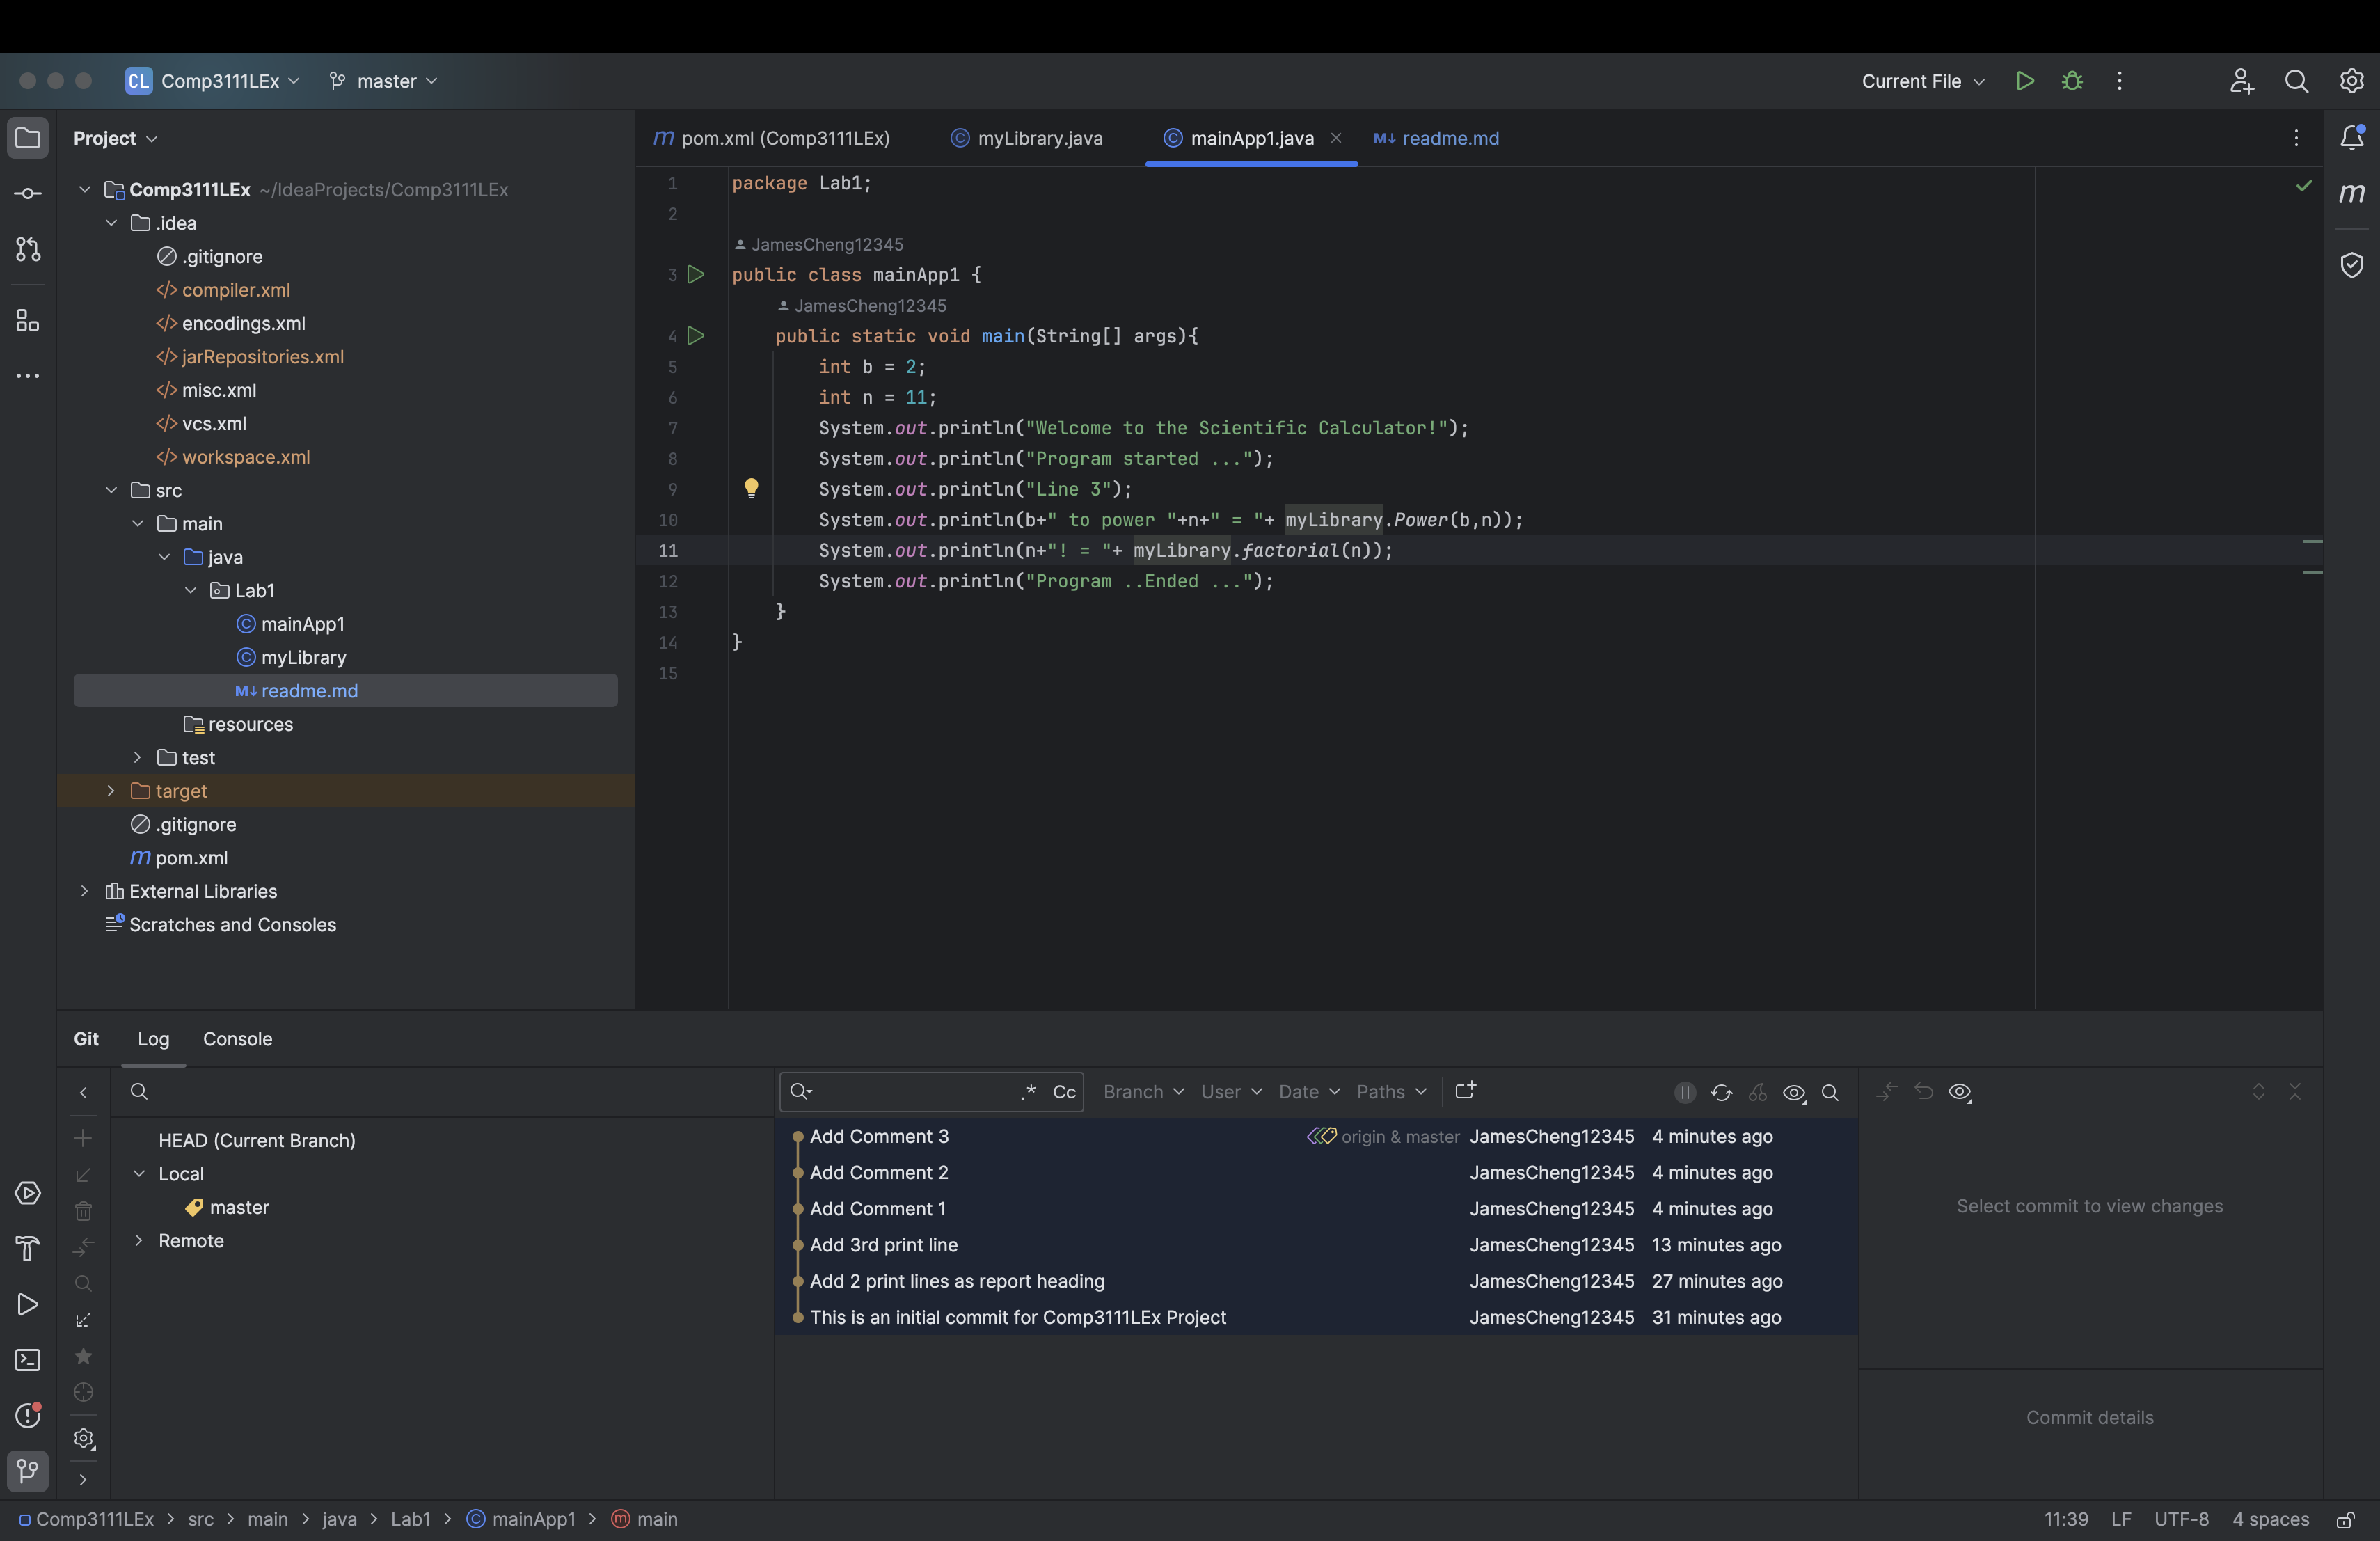 CL Comp3111LEx master Current File
Project
Comp3111LEx ~/IdeaProjects/Comp3111LEx
.idea
.gitignore
</> compiler.xml
</> encodings.xml
</> jarRepositories.xml
</> misc.xml
</> vcs.xml
</> workspace.xml
src
main
java
Lab1
C mainApp1
C myLibrary
M↓ readme.md
resources
test
target
.gitignore
m pom.xml
External Libraries
Scratches and Consoles
m pom.xml (Comp3111LEx) C myLibrary.java C mainApp1.java M↓ readme.md
1 package Lab1;
2
JamesCheng12345
3 public class mainApp1 {
JamesCheng12345
4 public static void main(String[] args){
5 int b = 2;
6 int n = 11;
7 System.out.println("Welcome to the Scientific Calculator!");
8 System.out.println("Program started ...");
9 System.out.println("Line 3");
10 System.out.println(b+" to power "+n+" = "+ myLibrary.Power(b,n));
11 System.out.println(n+"! = "+ myLibrary.factorial(n));
12 System.out.println("Program ..Ended ...");
13 }
14 }
15
m
Git Log Console
HEAD (Current Branch)
Local
master
Remote
.* Cc Branch User Date Paths
Add Comment 3 origin & master JamesCheng12345 4 minutes ago
Add Comment 2 JamesCheng12345 4 minutes ago
Add Comment 1 JamesCheng12345 4 minutes ago
Add 3rd print line JamesCheng12345 13 minutes ago
Add 2 print lines as report heading JamesCheng12345 27 minutes ago
This is an initial commit for Comp3111LEx Project JamesCheng12345 31 minutes ago
Select commit to view changes
Commit details
Comp3111LEx > src > main > java > Lab1 > C mainApp1 > m main 11:39 LF UTF-8 4 spaces